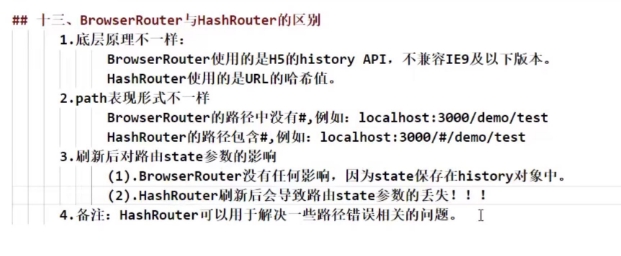 ## 十三、BrowserRouter与HashRouter的区别
1.底层原理不一样：
BrowserRouter使用的是H5的history API，不兼容IE9及以下版本。
HashRouter使用的是URL的哈希值。
2.path表现形式不一样
BrowserRouter的路径中没有#,例如：localhost:3000/demo/test
HashRouter的路径包含#,例如：localhost:3000/#/demo/test
3.刷新后对路由state参数的影响
(1).BrowserRouter没有任何影响，因为state保存在history对象中。
(2).HashRouter刷新后会导致路由state参数的丢失！！！
4.备注：HashRouter可以用于解决一些路径错误相关的问题。